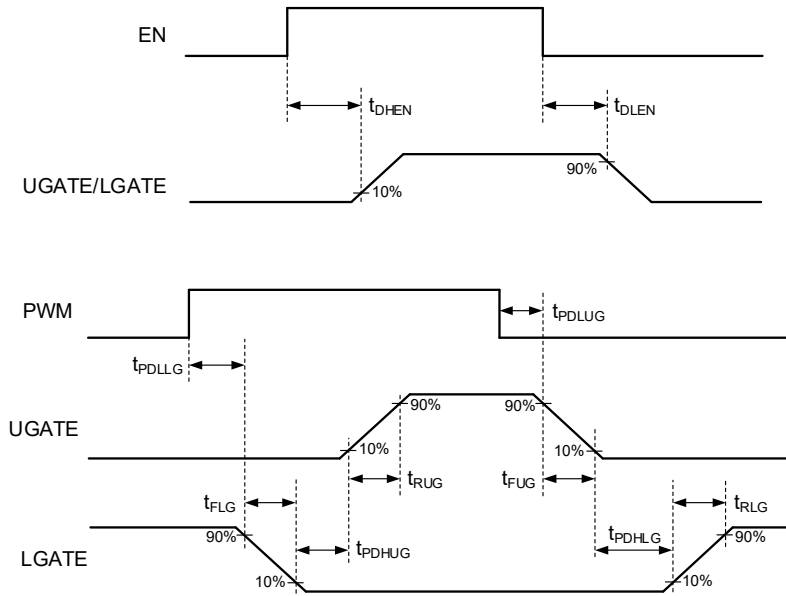 EN
tDHEN
tDLEN
UGATE/LGATE
10%
90%
PWM
tPDLUG
tPDLLG
UGATE
90%
90%
10%
10%
tRUG
tFUG
tFLG
tRLG
LGATE
90%
tPDHUG
tPDHLG
90%
10%
10%